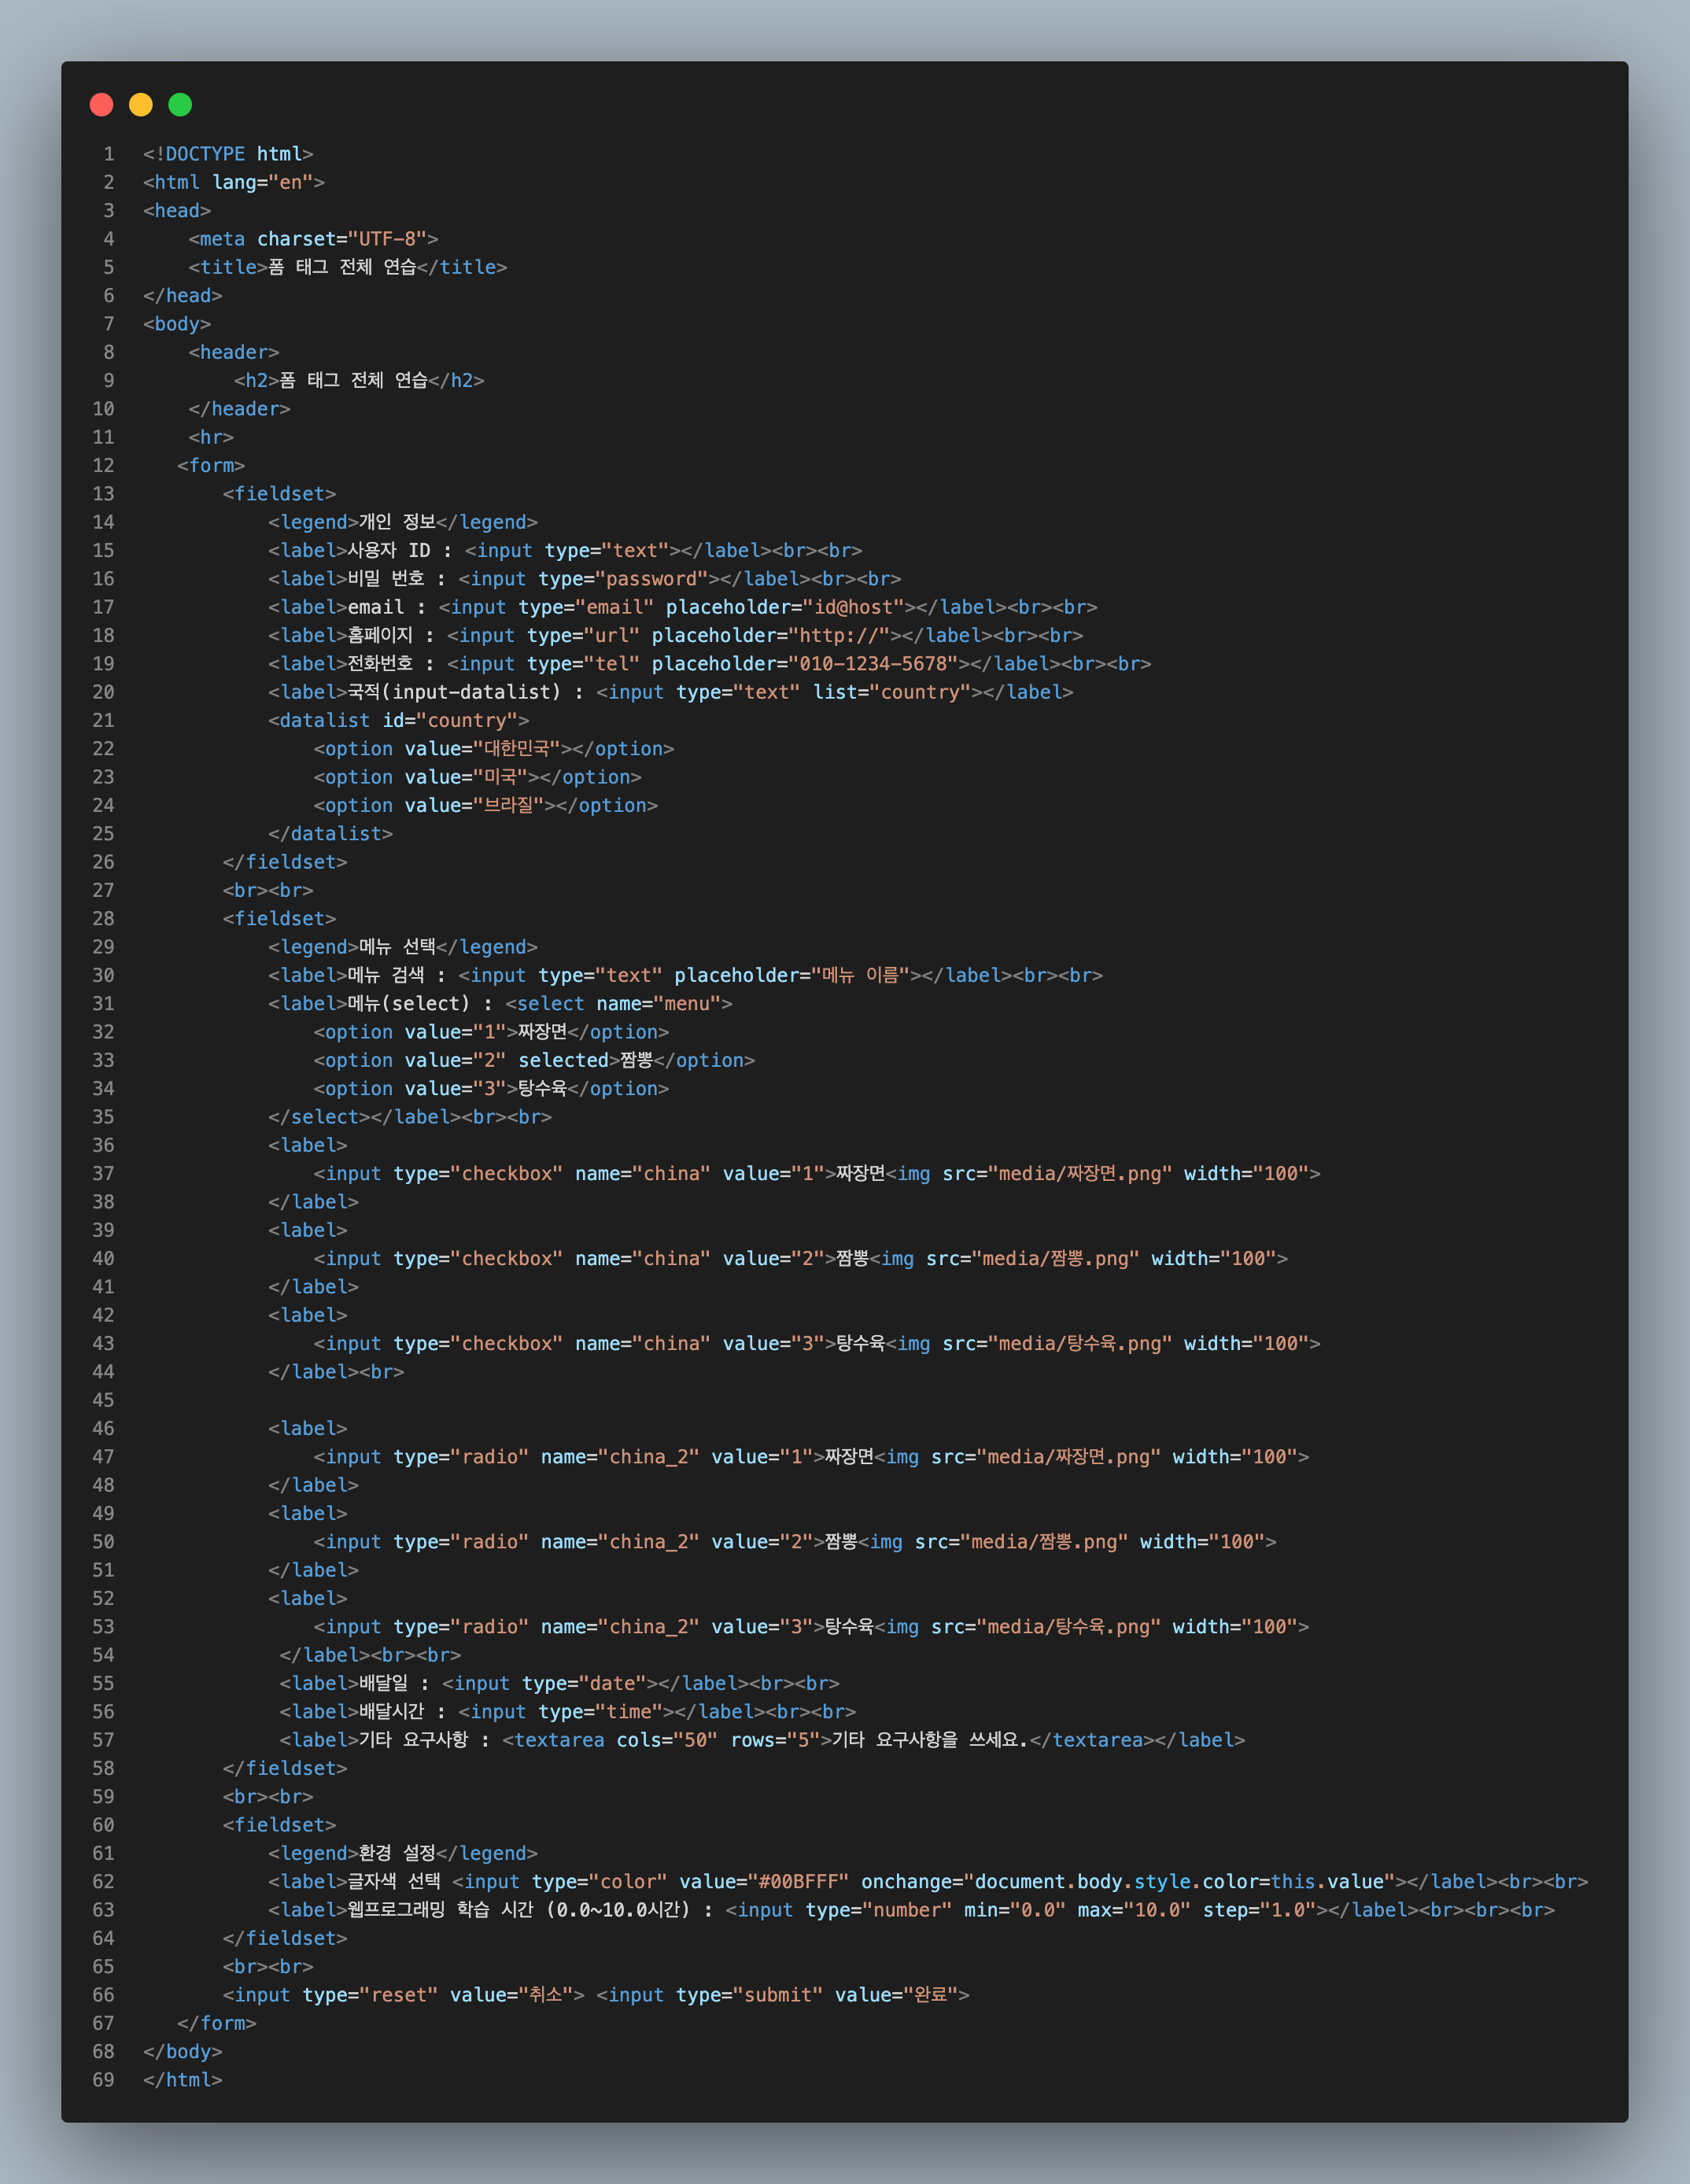 1 <!DOCTYPE html>
2 <html lang="en">
3 <head>
4     <meta charset="UTF-8">
5     <title>폼 태그 전체 연습</title>
6 </head>
7 <body>
8     <header>
9         <h2>폼 태그 전체 연습</h2>
10     </header>
11     <hr>
12    <form>
13        <fieldset>
14            <legend>개인 정보</legend>
15            <label>사용자 ID : <input type="text"></label><br><br>
16            <label>비밀 번호 : <input type="password"></label><br><br>
17            <label>email : <input type="email" placeholder="id@host"></label><br><br>
18            <label>홈페이지 : <input type="url" placeholder="http://"></label><br><br>
19            <label>전화번호 : <input type="tel" placeholder="010-1234-5678"></label><br><br>
20            <label>국적(input-datalist) : <input type="text" list="country"></label>
21            <datalist id="country">
22                <option value="대한민국"></option>
23                <option value="미국"></option>
24                <option value="브라질"></option>
25            </datalist>
26        </fieldset>
27        <br><br>
28        <fieldset>
29            <legend>메뉴 선택</legend>
30            <label>메뉴 검색 : <input type="text" placeholder="메뉴 이름"></label><br><br>
31            <label>메뉴(select) : <select name="menu">
32                <option value="1">짜장면</option>
33                <option value="2" selected>짬뽕</option>
34                <option value="3">탕수육</option>
35            </select></label><br><br>
36            <label>
37                <input type="checkbox" name="china" value="1">짜장면<img src="media/짜장면.png" width="100">
38            </label>
39            <label>
40                <input type="checkbox" name="china" value="2">짬뽕<img src="media/짬뽕.png" width="100">
41            </label>
42            <label>
43                <input type="checkbox" name="china" value="3">탕수육<img src="media/탕수육.png" width="100">
44            </label><br>
45
46            <label>
47                <input type="radio" name="china_2" value="1">짜장면<img src="media/짜장면.png" width="100">
48            </label>
49            <label>
50                <input type="radio" name="china_2" value="2">짬뽕<img src="media/짬뽕.png" width="100">
51            </label>
52            <label>
53                <input type="radio" name="china_2" value="3">탕수육<img src="media/탕수육.png" width="100">
54             </label><br><br>
55             <label>배달일 : <input type="date"></label><br><br>
56             <label>배달시간 : <input type="time"></label><br><br>
57             <label>기타 요구사항 : <textarea cols="50" rows="5">기타 요구사항을 쓰세요.</textarea></label>
58        </fieldset>
59        <br><br>
60        <fieldset>
61            <legend>환경 설정</legend>
62            <label>글자색 선택 <input type="color" value="#00BFFF" onchange="document.body.style.color=this.value"></label><br><br>
63            <label>웹프로그래밍 학습 시간 (0.0~10.0시간) : <input type="number" min="0.0" max="10.0" step="1.0"></label><br><br><br>
64        </fieldset>
65        <br><br>
66        <input type="reset" value="취소"> <input type="submit" value="완료">
67    </form>
68 </body>
69 </html>